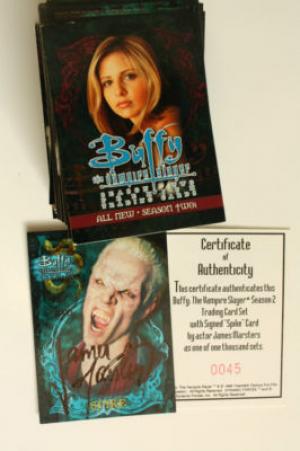 Buffy
THE VAMPIRE SLAYER
ALL NEW • SEASON TWO!
Buffy
SPIKE
James
Marsters
Certificate
of
Authenticity
This certificate authenticates this
Buffy: The Vampire Slayer® Season 2
Trading Card Set
with Signed "Spike" Card
by actor James Marsters
as one of one thousand sets.
0045